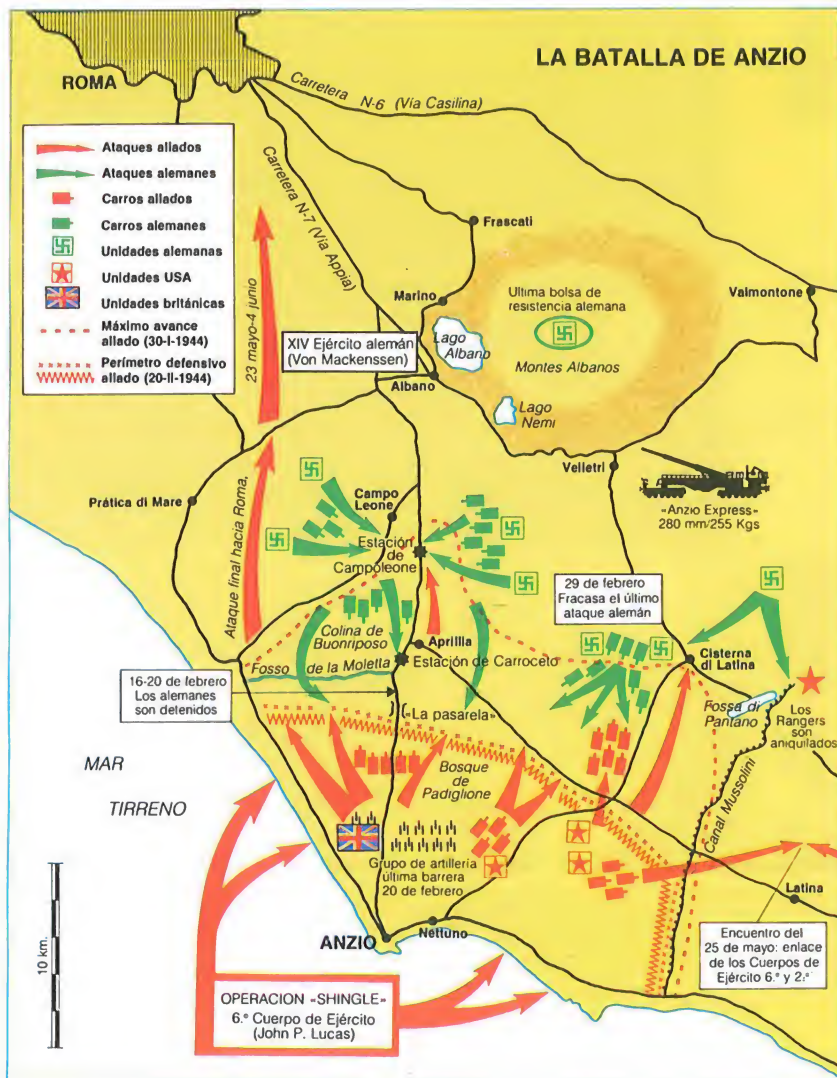 LA BATALLA DE ANZIO
ROMA
Carretera
N-6 (Vía Casilina)
Carretera N-7 (Vía Appia)
Ataques aliados
Ataques alemanes
Carros aliados
Carros alemanes
Unidades alemanas
Unidades USA
Unidades británicas
Máximo avance
aliado (30-I-1944)
Perímetro defensivo
aliado (20-II-1944)
23 mayo-4 junio
Frascati
Marino
Valmontone
Ultima bolsa de
resistencia alemana
Montes Albanos
XIV Ejército alemán
(Von Mackenssen)
Lago
Albano
Albano
Lago
Nemi
Velletri
«Anzio Express»
280 mm/255 Kgs
Prática di Mare
Campo
Leone
Estación
de
Campoleone
Ataque final hacia Roma,
29 de febrero
Fracasa el último
ataque alemán
Colina de
Buonriposo
Aprillia
Estación de Carroceto
Fosso de la Moletta
Cisterna
di Latina
16-20 de febrero
Los alemanes
son detenidos
«La pasarela»
Fossa di
Pantano
Los
Rangers
son
aniquilados
MAR
TIRRENO
Bosque
de
Padiglione
Canal Mussolini
Grupo de artillería
última barrera
20 de febrero
Latina
ANZIO
Nettuno
Encuentro del
25 de mayo: enlace
de los Cuerpos de
Ejército 6.º y 2.º
10 km.
OPERACION «SHINGLE»
6.º Cuerpo de Ejército
(John P. Lucas)